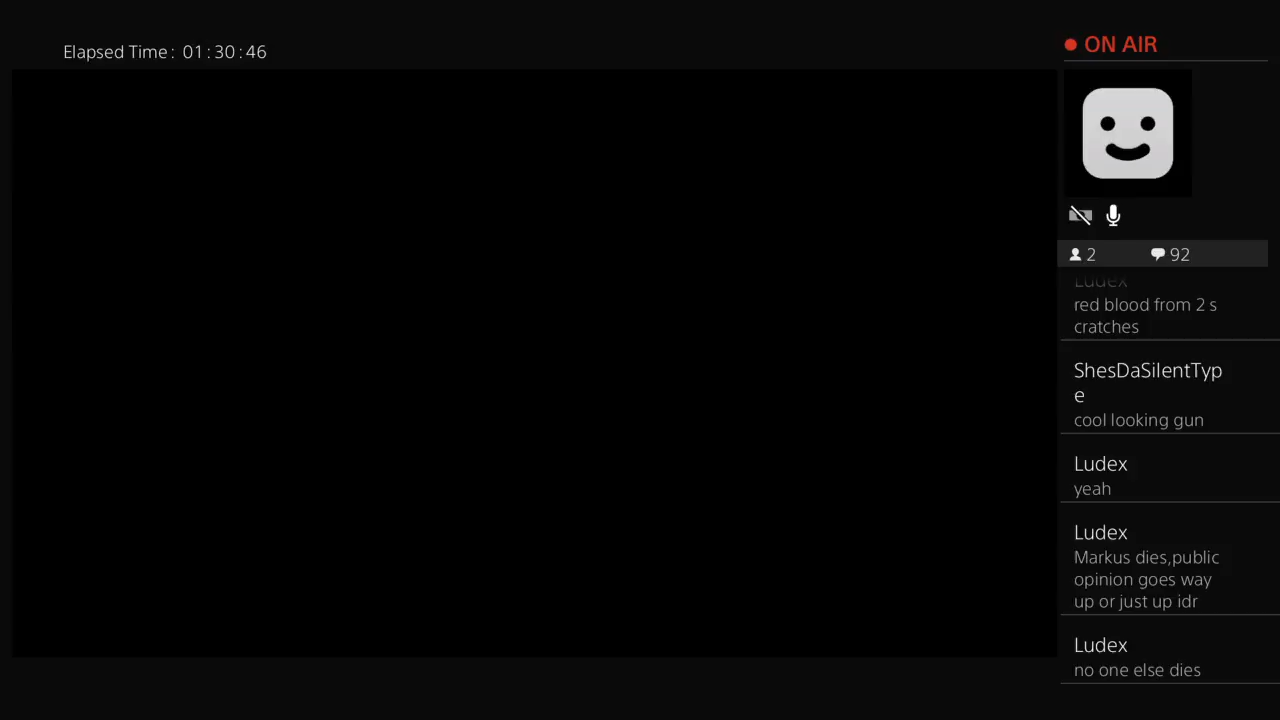 Elapsed Time: 01:30:46
ON AIR
2 92
Ludex
red blood from 2 s
cratches
ShesDaSilentTyp
e
cool looking gun
Ludex
yeah
Ludex
Markus dies,public
opinion goes way
up or just up idr
Ludex
no one else dies